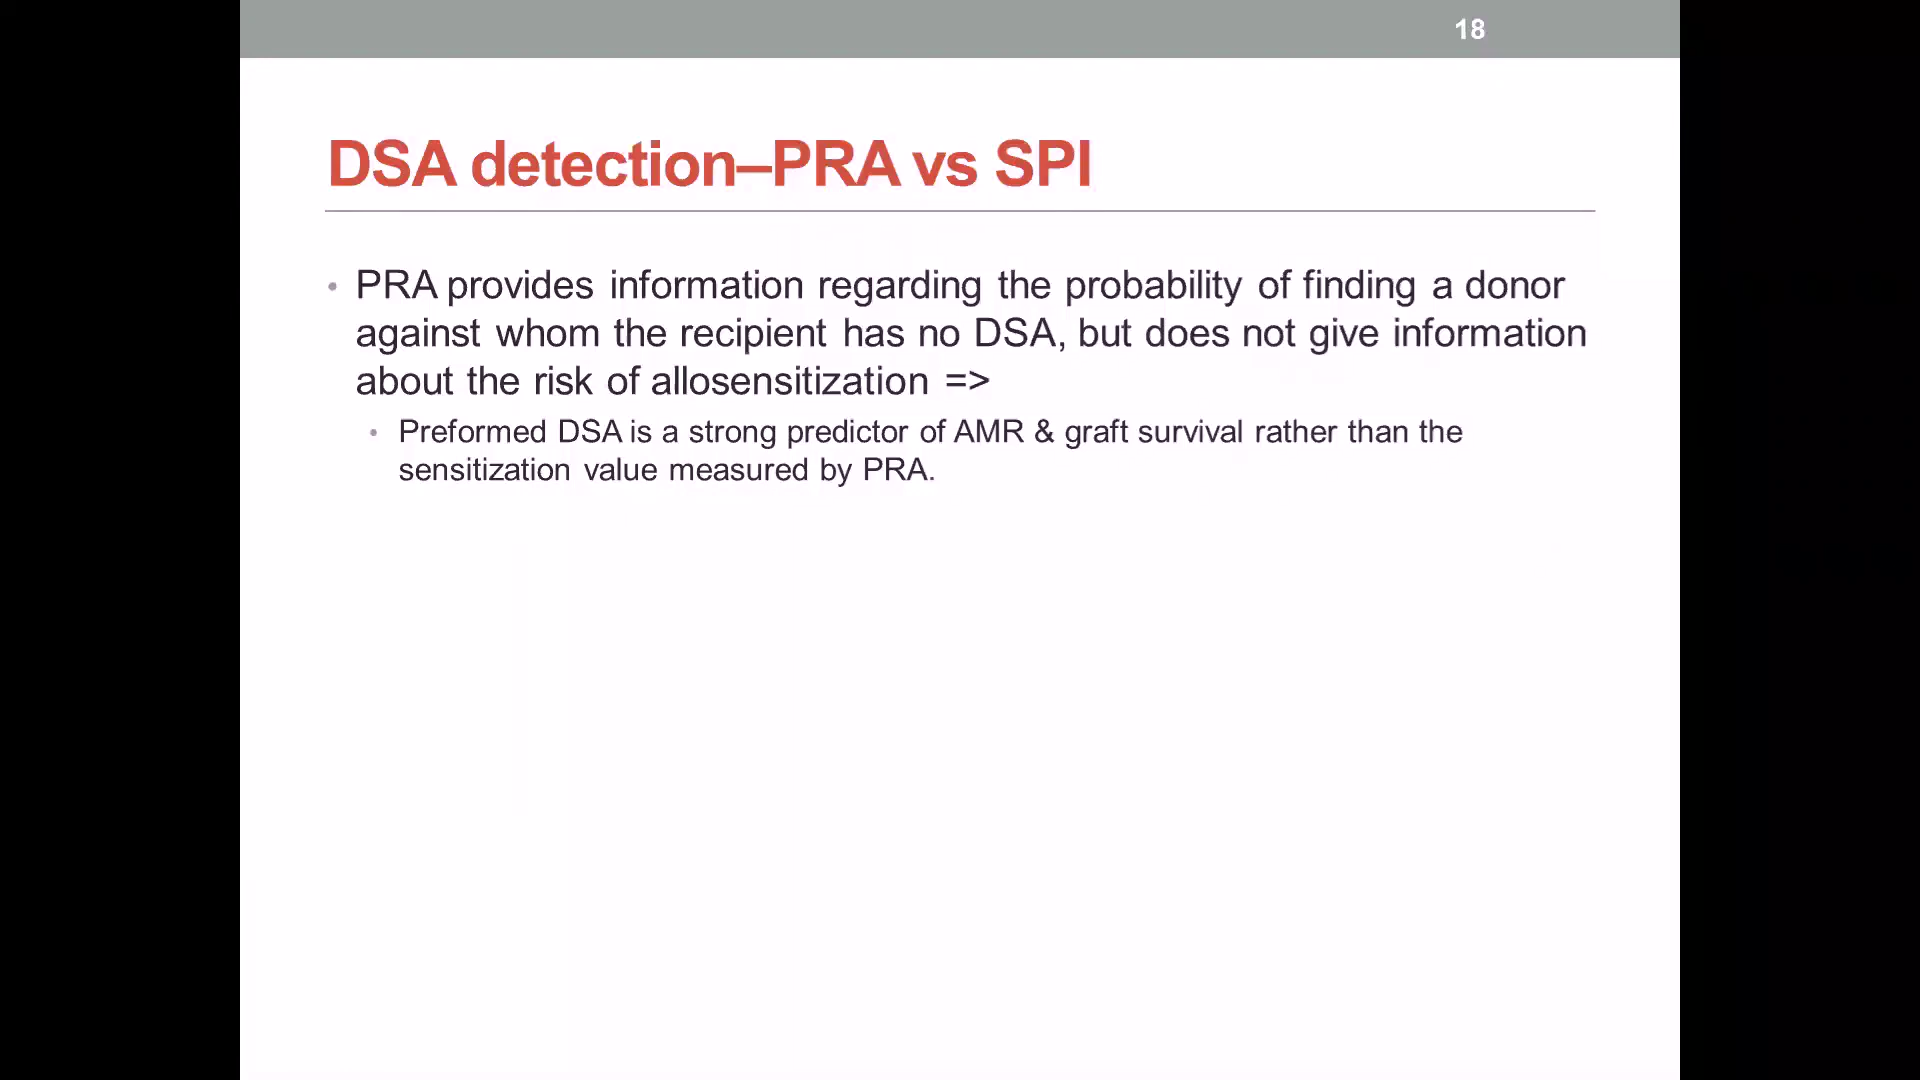 18
DSA detection–PRA vs SPI
• PRA provides information regarding the probability of finding a donor
against whom the recipient has no DSA, but does not give information
about the risk of allosensitization =>
• Preformed DSA is a strong predictor of AMR & graft survival rather than the
sensitization value measured by PRA.